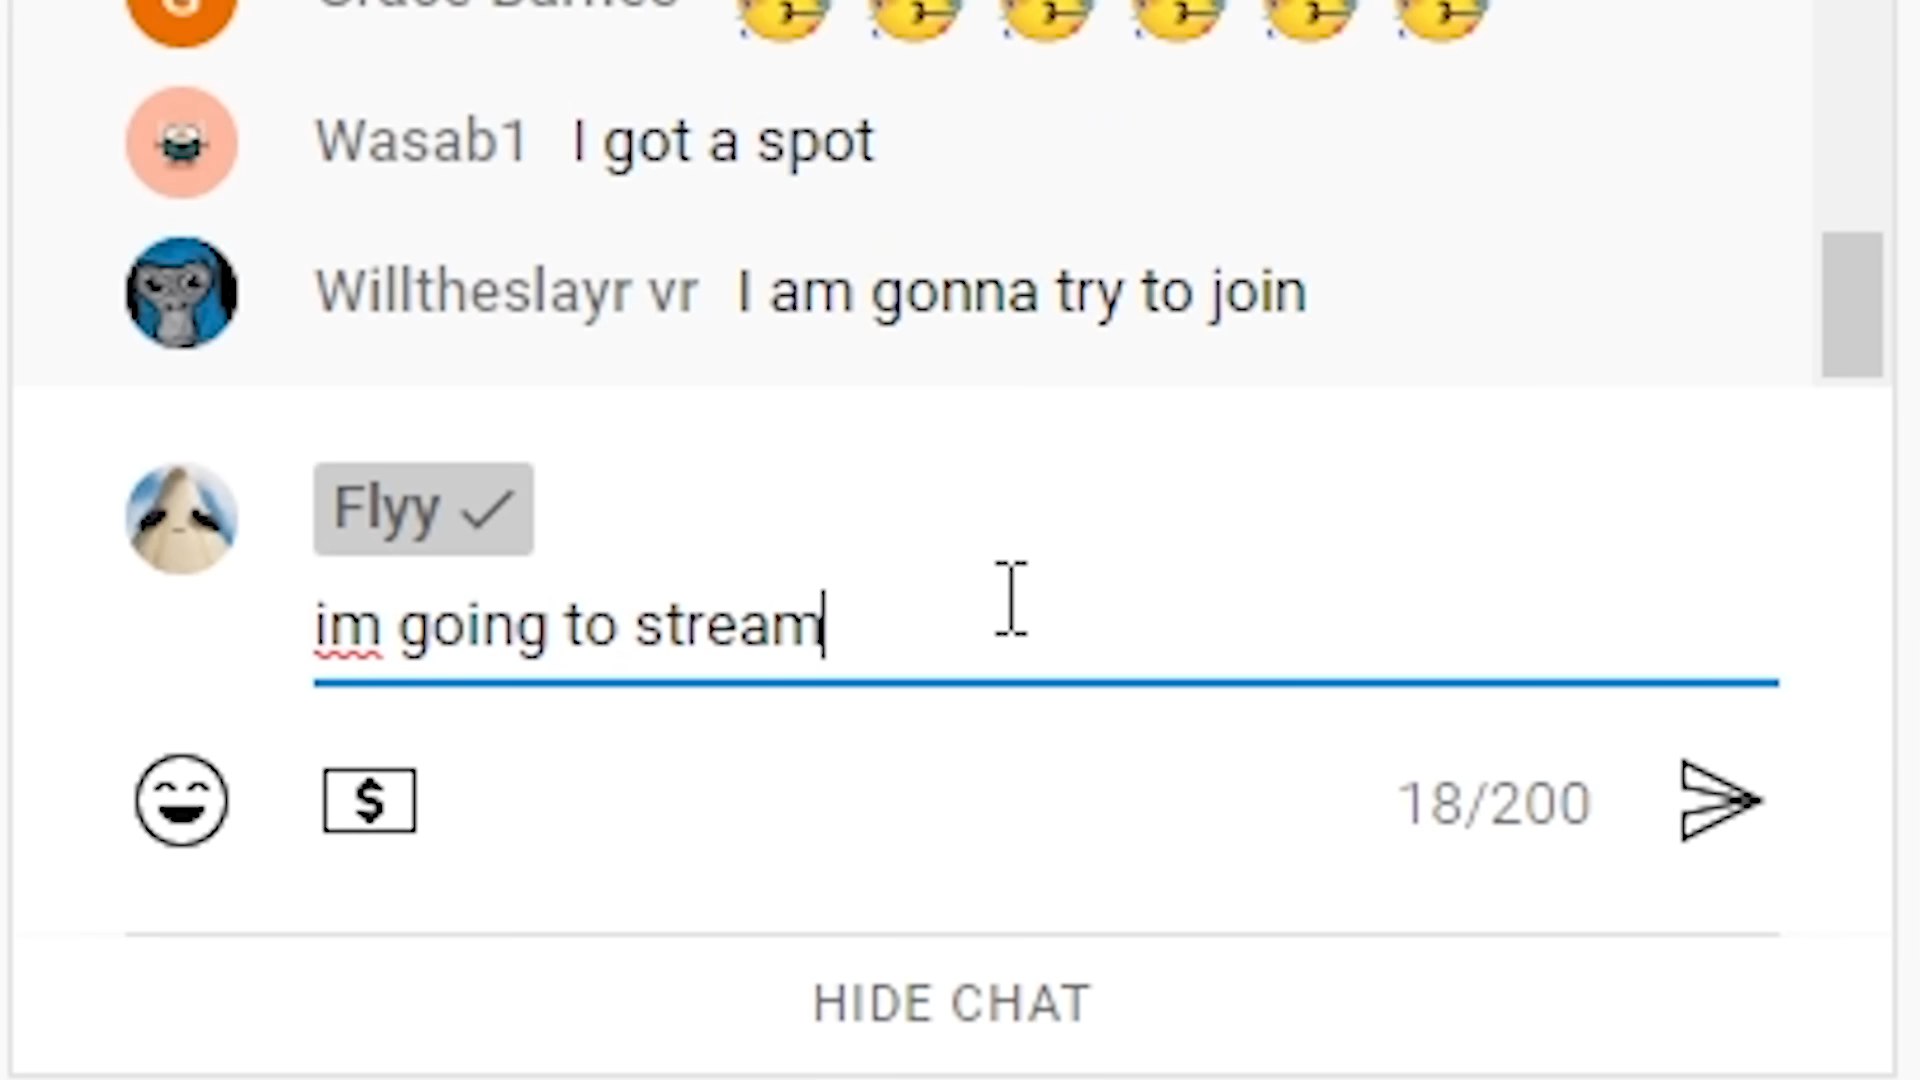 Wasab1 I got a spot
Willtheslayr vr I am gonna try to join
Flyy
im going to stream
$
18/200
HIDE CHAT